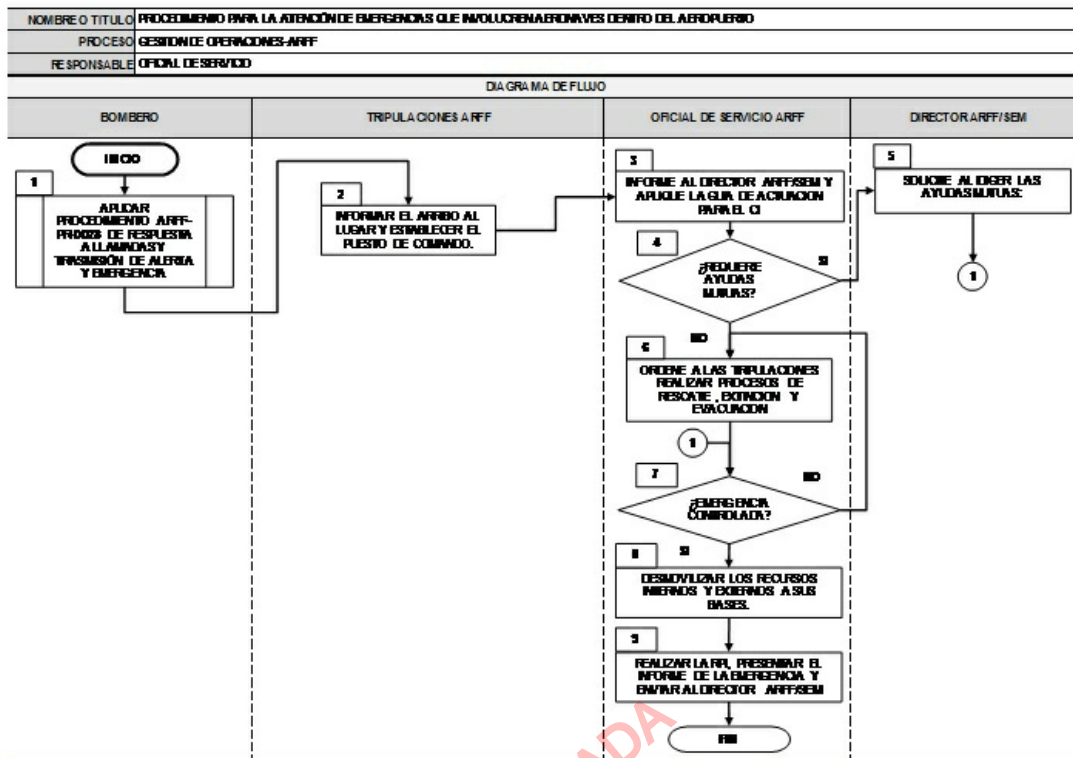 NOMBRE O TITULO PROCEDIMIENTO PARA LA ATENCIÓN DE EMERGENCIAS QUE INVOLUCREN AERONAVES DENTRO DEL AEROPUERTO
PROCESO GESTION DE OPERACIONES-ARFF
RESPONSABLE OFICIAL DE SERVICIO
DIAGRAMA DE FLUJO
BOMBERO
TRIPULACIONES ARFF
OFICIAL DE SERVICIO ARFF
DIRECTOR ARFF/SEM
INICIO
1
APLICAR
PROCEDIMIENTO ARFF-
DE RESPUESTA
A LLAMADAS Y
TRASMISIÓN DE ALERTA
Y EMERGENCIA
2
INFORMAR EL ARRIBO AL
LUGAR Y ESTABLECER EL
PUESTO DE COMANDO.
3
INFORME AL DIRECTOR ARFF/SEM Y
APLIQUE LA GUIA DE ACTUACION
PARA EL CI
4
¿REQUIERE
AYUDAS
MUTUAS?
SI
5
SOLICITE AL DIGER LAS
AYUDAS MUTUAS:
1
NO
6
ORDENE A LAS TRIPULACIONES
REALIZAR PROCESOS DE
RESCATE, EXTINCION Y
EVACUACION
1
7
NO
¿EMERGENCIA
CONTROLADA?
SI
8
DESMOVILIZAR LOS RECURSOS
INTERNOS Y EXTERNOS A SUS
BASES.
9
REALIZAR LA RPI, PRESENTAR EL
INFORME DE LA EMERGENCIA Y
ENVIAR AL DIRECTOR ARFF/SEM
FIN